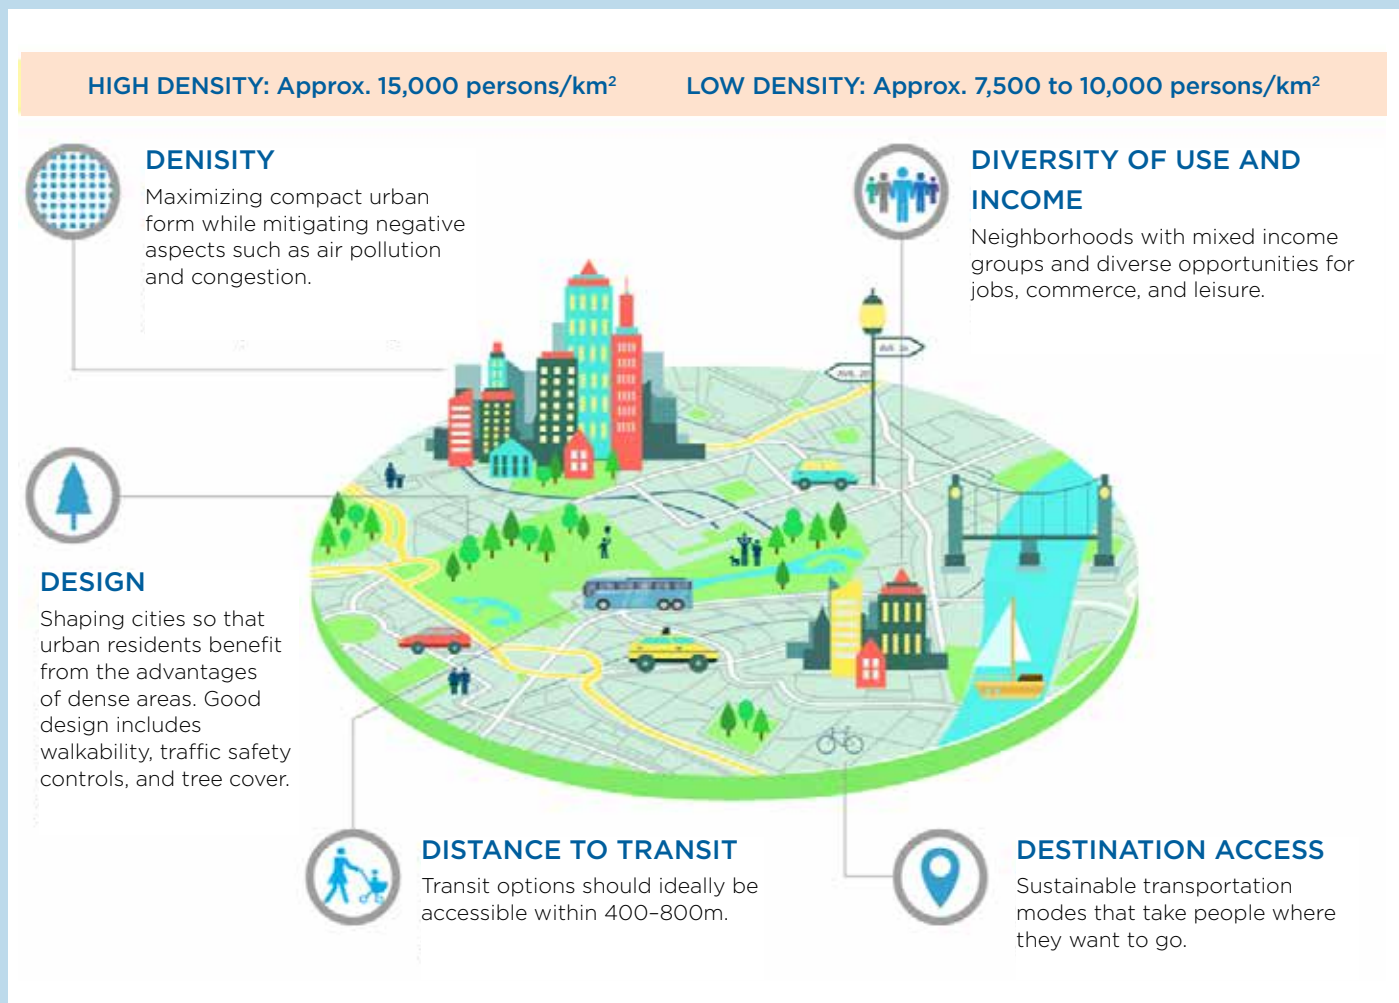 HIGH DENSITY: Approx. 15,000 persons/km² LOW DENSITY: Approx. 7,500 to 10,000 persons/km²
DENISITY
Maximizing compact urban
form while mitigating negative
aspects such as air pollution
and congestion.
DIVERSITY OF USE AND
INCOME
Neighborhoods with mixed income
groups and diverse opportunities for
jobs, commerce, and leisure.
DESIGN
Shaping cities so that
urban residents benefit
from the advantages
of dense areas. Good
design includes
walkability, traffic safety
controls, and tree cover.
DISTANCE TO TRANSIT
Transit options should ideally be
accessible within 400–800m.
DESTINATION ACCESS
Sustainable transportation
modes that take people where
they want to go.